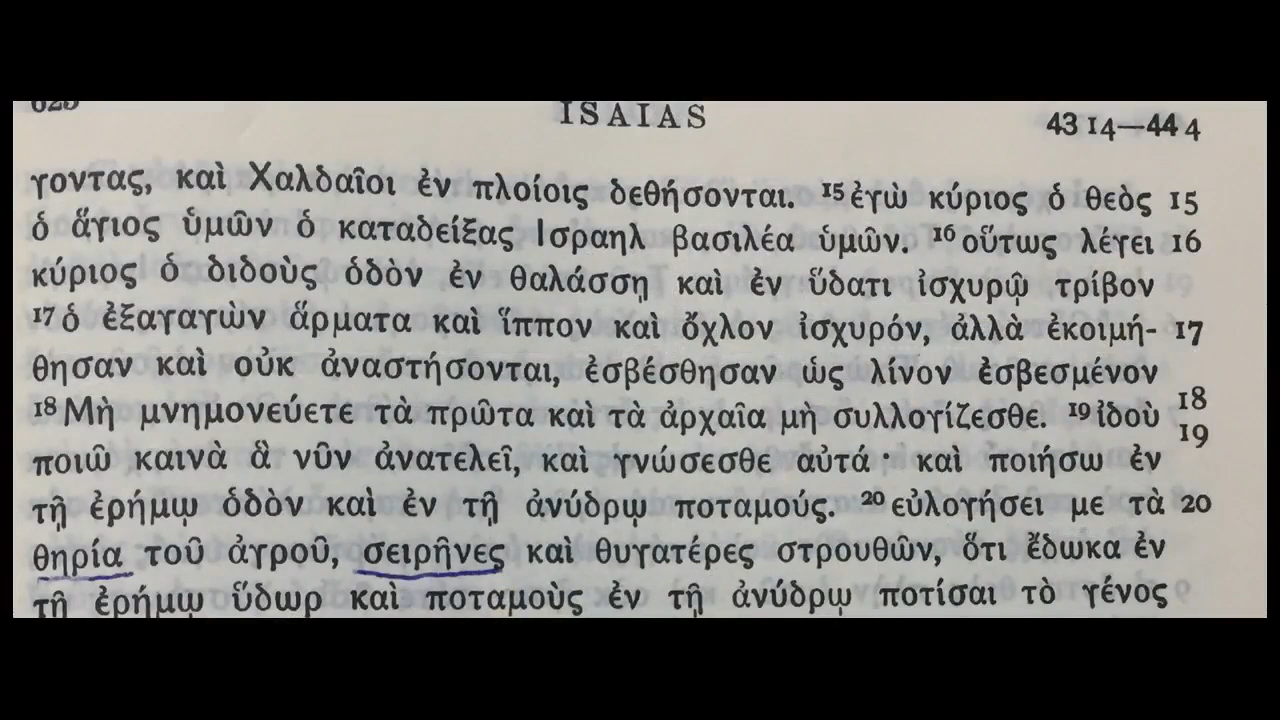 ISAIAS 43 14—44 4
γοντας, καὶ Χαλδαῖοι ἐν πλοίοις δεθήσονται. 15 ἐγὼ κύριος ὁ θεὸς 15
ὁ ἅγιος ὑμῶν ὁ καταδείξας Ισραηλ βασιλέα ὑμῶν. 16 οὕτως λέγει 16
κύριος ὁ διδοὺς ὁδὸν ἐν θαλάσσῃ καὶ ἐν ὕδατι ἰσχυρῷ τρίβον
17 ὁ ἐξαγαγὼν ἅρματα καὶ ἵππον καὶ ὄχλον ἰσχυρόν, ἀλλὰ ἐκοιμή- 17
θησαν καὶ οὐκ ἀναστήσονται, ἐσβέσθησαν ὡς λίνον ἐσβεσμένον
18 Μὴ μνημονεύετε τὰ πρῶτα καὶ τὰ ἀρχαῖα μὴ συλλογίζεσθε. 19 ἰδοὺ 18 19
ποιῶ καινὰ ἃ νῦν ἀνατελεῖ, καὶ γνώσεσθε αὐτά· καὶ ποιήσω ἐν
τῇ ἐρήμῳ ὁδὸν καὶ ἐν τῇ ἀνύδρῳ ποταμούς. 20 εὐλογήσει με τὰ 20
θηρία τοῦ ἀγροῦ, σειρῆνες καὶ θυγατέρες στρουθῶν, ὅτι ἔδωκα ἐν
τῇ ἐρήμῳ ὕδωρ καὶ ποταμοὺς ἐν τῇ ἀνύδρῳ ποτίσαι τὸ γένος